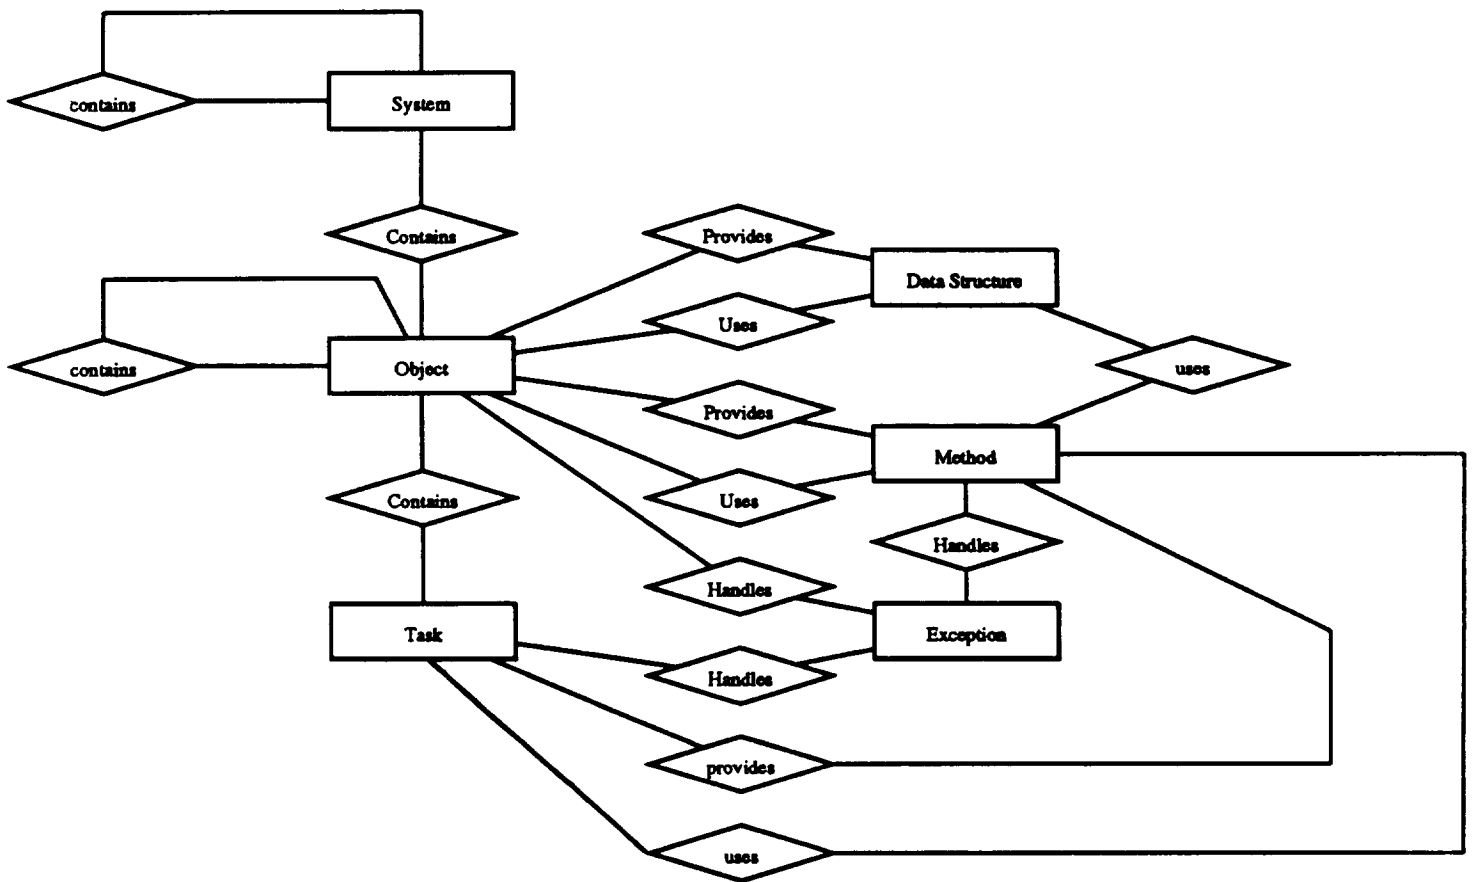 contains
System
Contains
Provides
Data Structure
Uses
contains
Object
uses
Provides
Method
Contains
Uses
Handles
Handles
Task
Exception
Handles
provides
uses